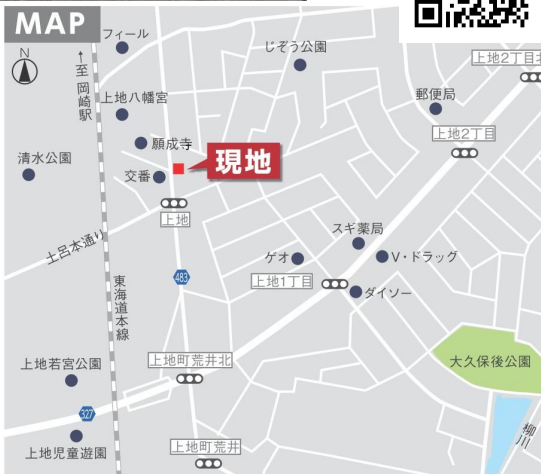 MAP
N
フィール
↑至 岡崎駅
じぞう公園
上地2丁目北
上地八幡宮
郵便局
願成寺
上地2丁目
清水公園
交番
現地
上地
土呂本通り
スギ薬局
ゲオ
V・ドラッグ
483
上地1丁目
東海道本線
ダイソー
上地町荒井北
上地若宮公園
大久保後公園
327
上地町荒井
上地児童遊園
柳川